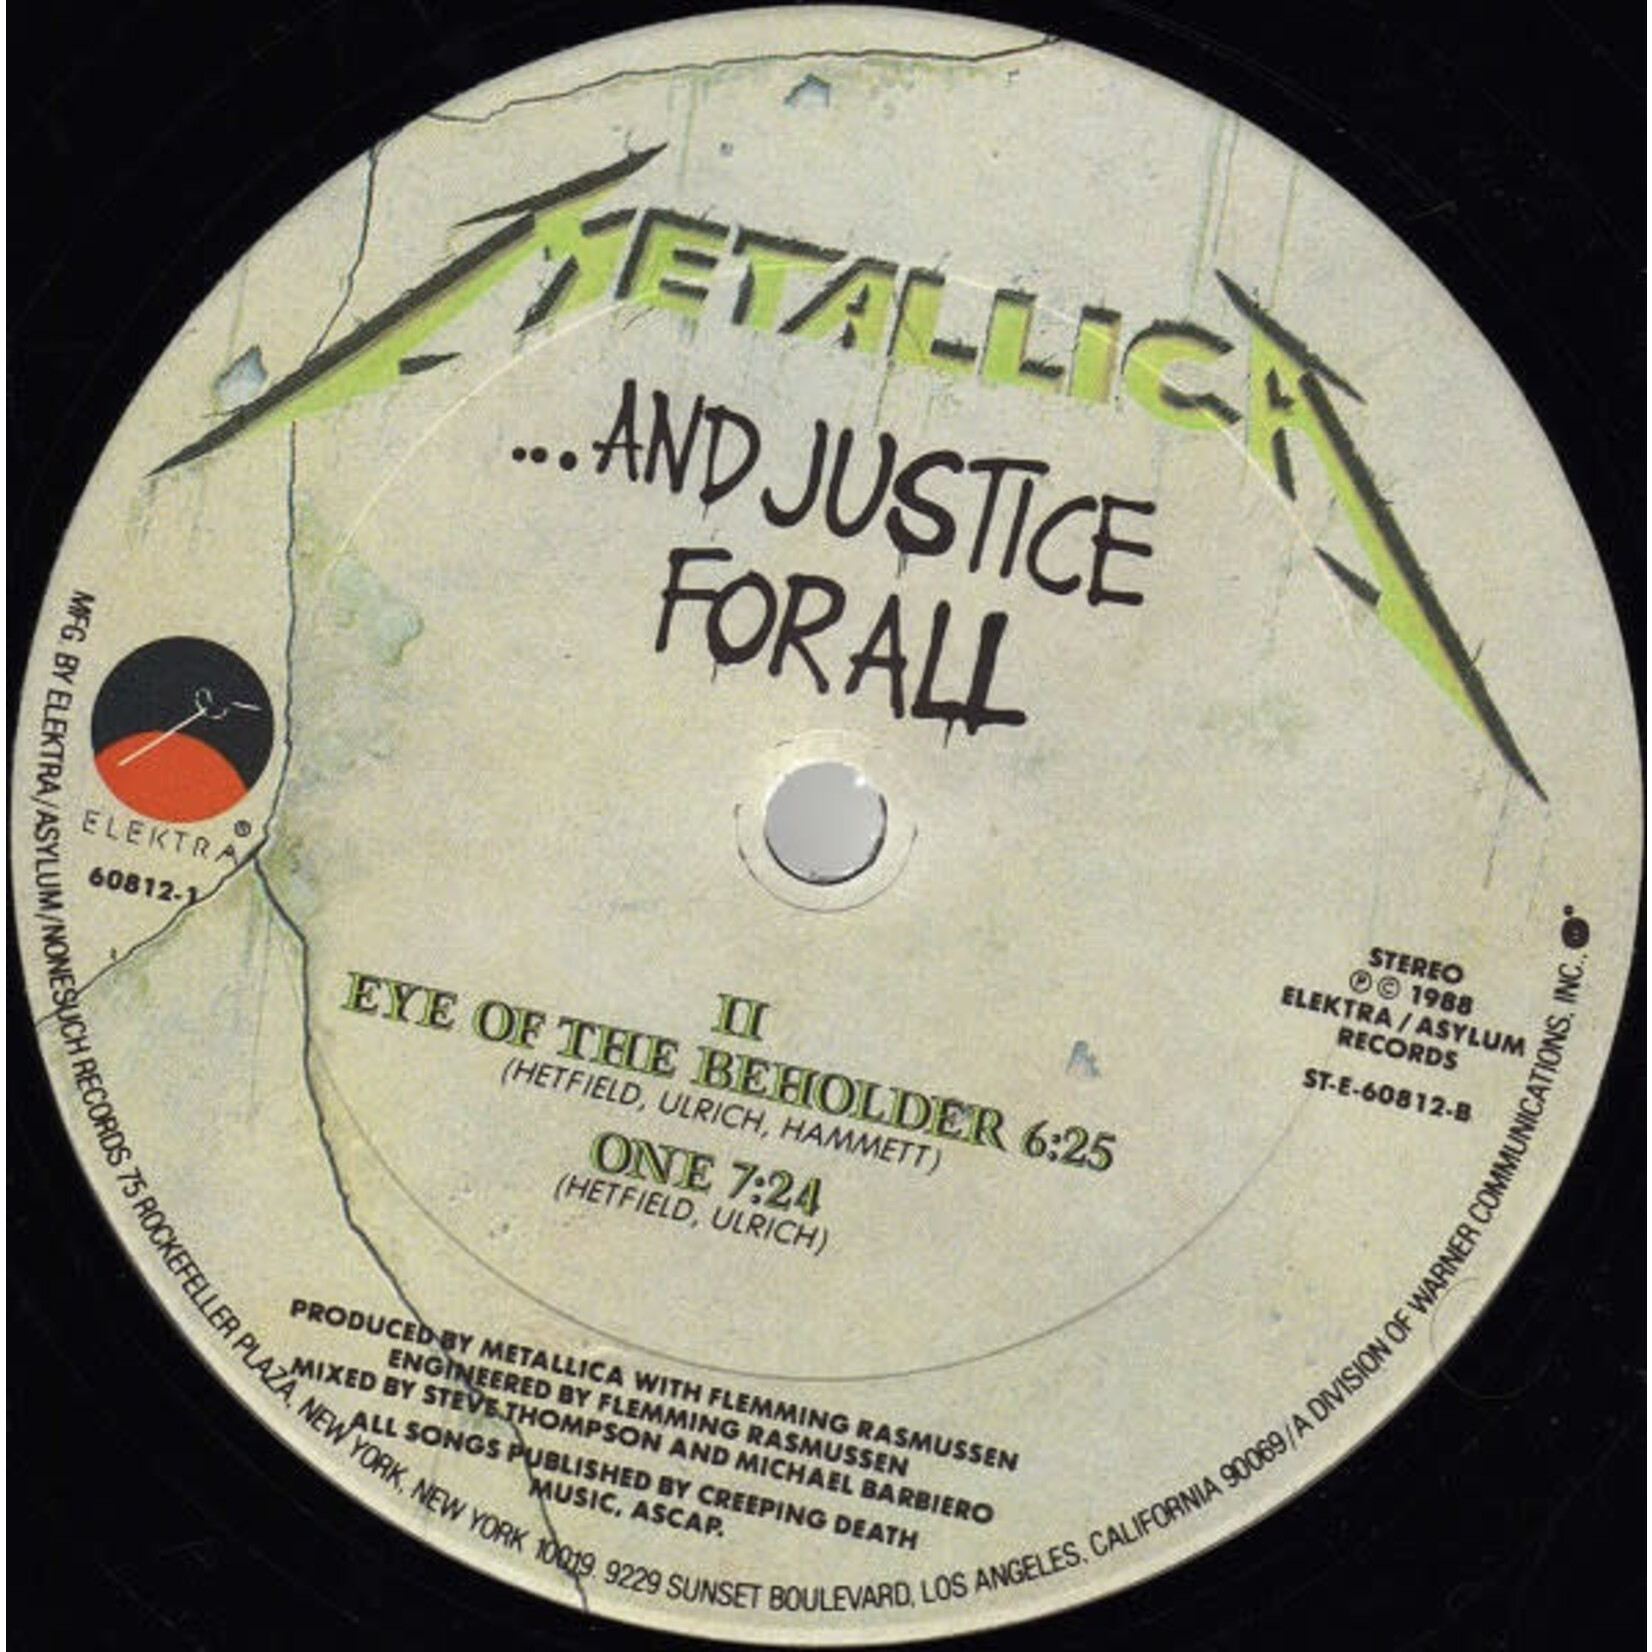 METALLICA
...AND JUSTICE
FOR ALL
ELEKTRA®
60812-1
STEREO
Ⓟ © 1988
ELEKTRA / ASYLUM
RECORDS
ST-E-60812-B
II
EYE OF THE BEHOLDER 6:25
(HETFIELD, ULRICH, HAMMETT)
ONE 7:24
(HETFIELD, ULRICH)
PRODUCED BY METALLICA WITH FLEMMING RASMUSSEN
ENGINEERED BY FLEMMING RASMUSSEN
MIXED BY STEVE THOMPSON AND MICHAEL BARBIERO
ALL SONGS PUBLISHED BY CREEPING DEATH
MUSIC, ASCAP.
MFG BY ELEKTRA/ASYLUM/NONESUCH RECORDS 75 ROCKEFELLER PLAZA, NEW YORK, NEW YORK 10019 9229 SUNSET BOULEVARD, LOS ANGELES, CALIFORNIA 90069/A DIVISION OF WARNER COMMUNICATIONS, INC.